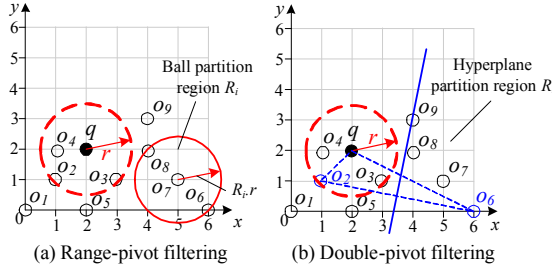 y
6
5
4
3
2
1
0
1 2 3 4 5 6 x
Ball partition
region Ri
q
r
o1
o2
o3
o4
o5
o6
o7
o8
o9
Ri.r
(a) Range-pivot filtering
y
6
5
4
3
2
1
0
1 2 3 4 5 6 x
Hyperplane
partition region R
q
r
o1
o2
o3
o4
o5
o6
o7
o8
o9
(b) Double-pivot filtering